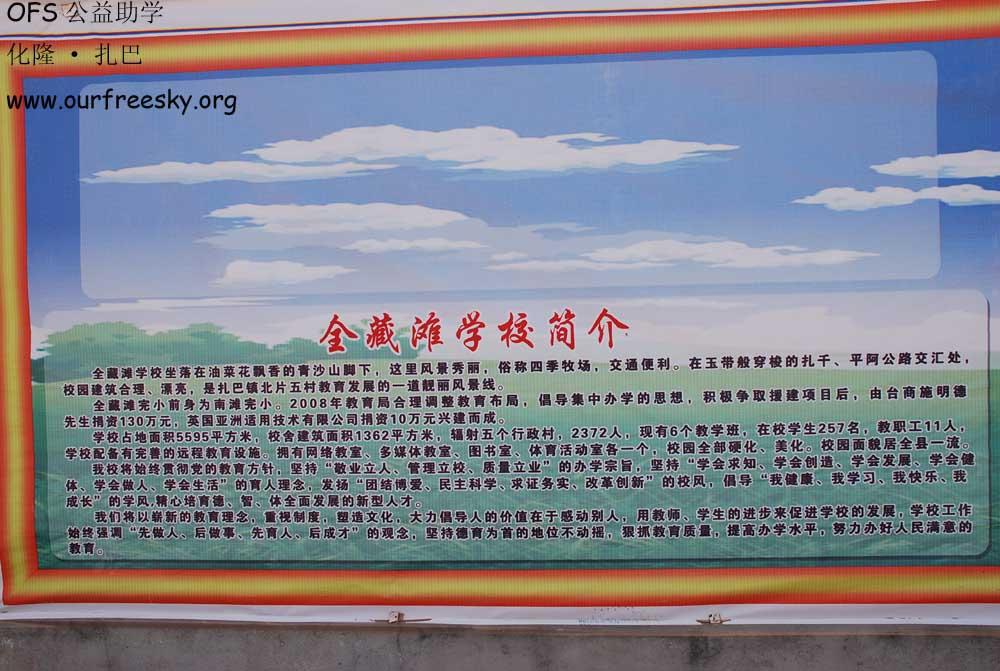 OFS 公益助学
化隆 • 扎巴
www.ourfreesky.org
全藏滩学校简介
全藏滩学校坐落在油菜花飘香的青沙山脚下，这里风景秀丽，俗称四季牧场，交通便利。在玉带般穿梭的扎千、平阿公路交汇处，
校园建筑合理、漂亮，是扎巴镇北片五村教育发展的一道靓丽风景线。
全藏滩完小前身为南滩完小。2008年教育局合理调整教育布局，倡导集中办学的思想，积极争取援建项目后，由台商施明德
先生捐资130万元，英国亚洲适用技术有限公司捐资10万元兴建而成。
学校占地面积5595平方米，校舍建筑面积1362平方米，辐射五个行政村，2372人，现有6个教学班，在校学生257名，教职工11人，
学校配备有完善的远程教育设施。拥有网络教室、多媒体教室、图书室、体育活动室各一个，校园全部硬化、美化。校园面貌居全县一流。
我校将始终贯彻党的教育方针，坚持“敬业立人、管理立校、质量立业”的办学宗旨，坚持“学会求知、学会创造、学会发展、学会健
体、学会做人、学会生活”的育人理念，发扬“团结博爱、民主科学、求证务实、改革创新”的校风，倡导“我健康、我学习、我快乐、我
成长”的学风，精心培育德、智、体全面发展的新型人才。
我们将以崭新的教育理念，重视制度，塑造文化，大力倡导人的价值在于感动别人，用教师、学生的进步来促进学校的发展，学校工作
始终强调“先做人、后做事、先育人、后成才”的观念，坚持德育为首的地位不动摇，狠抓教育质量，提高办学水平，努力办好人民满意的
教育。